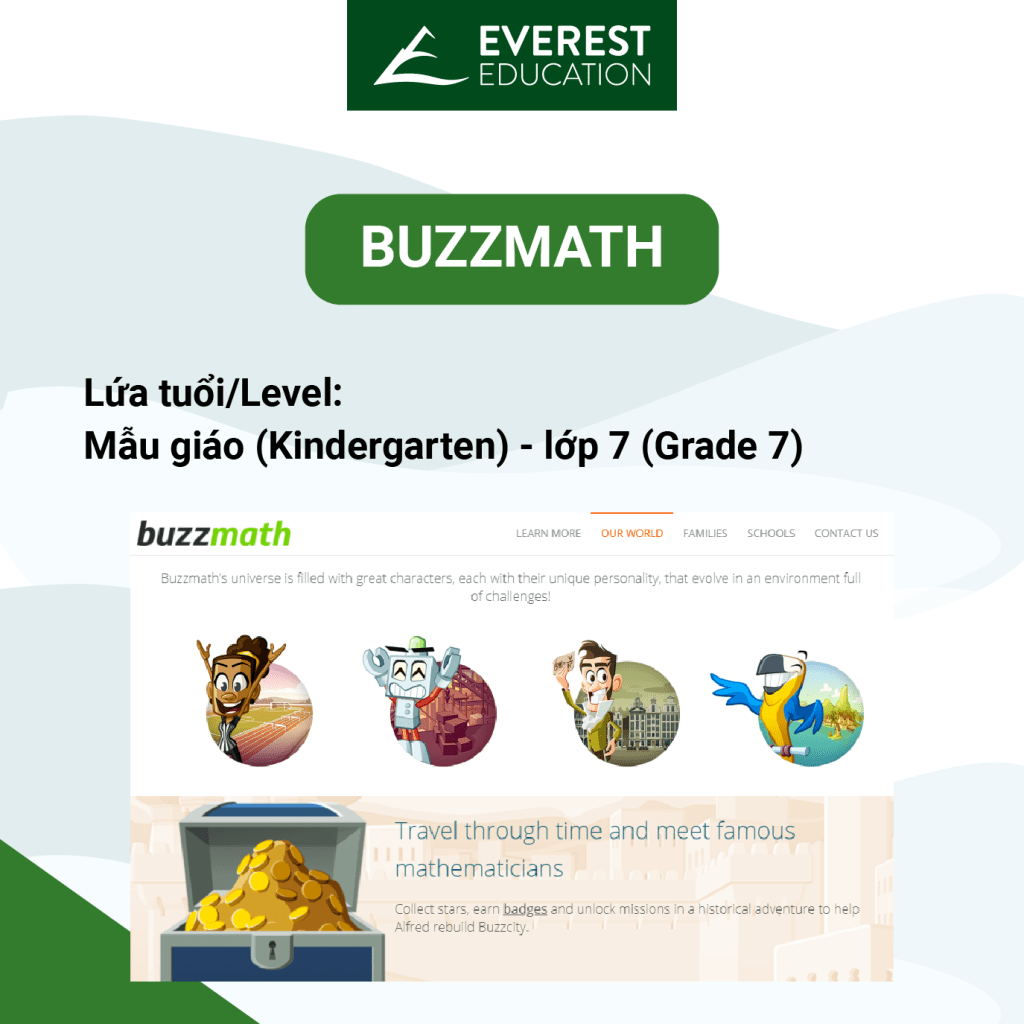 EVEREST
EDUCATION
BUZZMATH
Lứa tuổi/Level:
Mẫu giáo (Kindergarten) - lớp 7 (Grade 7)
buzzmath
LEARN MORE OUR WORLD FAMILIES SCHOOLS CONTACT US
Buzzmath's universe is filled with great characters, each with their unique personality, that evolve in an environment full
of challenges!
Travel through time and meet famous
mathematicians
Collect stars, earn badges and unlock missions in a historical adventure to help
Alfred rebuild Buzzcity.